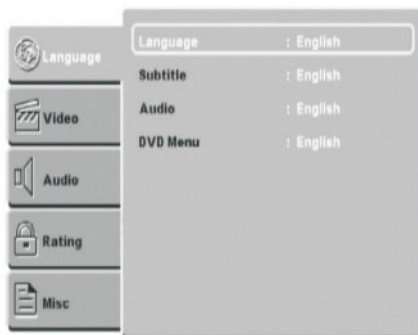 Language
Video
Audio
Rating
Misc
Language : English
Subtitle : English
Audio : English
DVD Menu : English